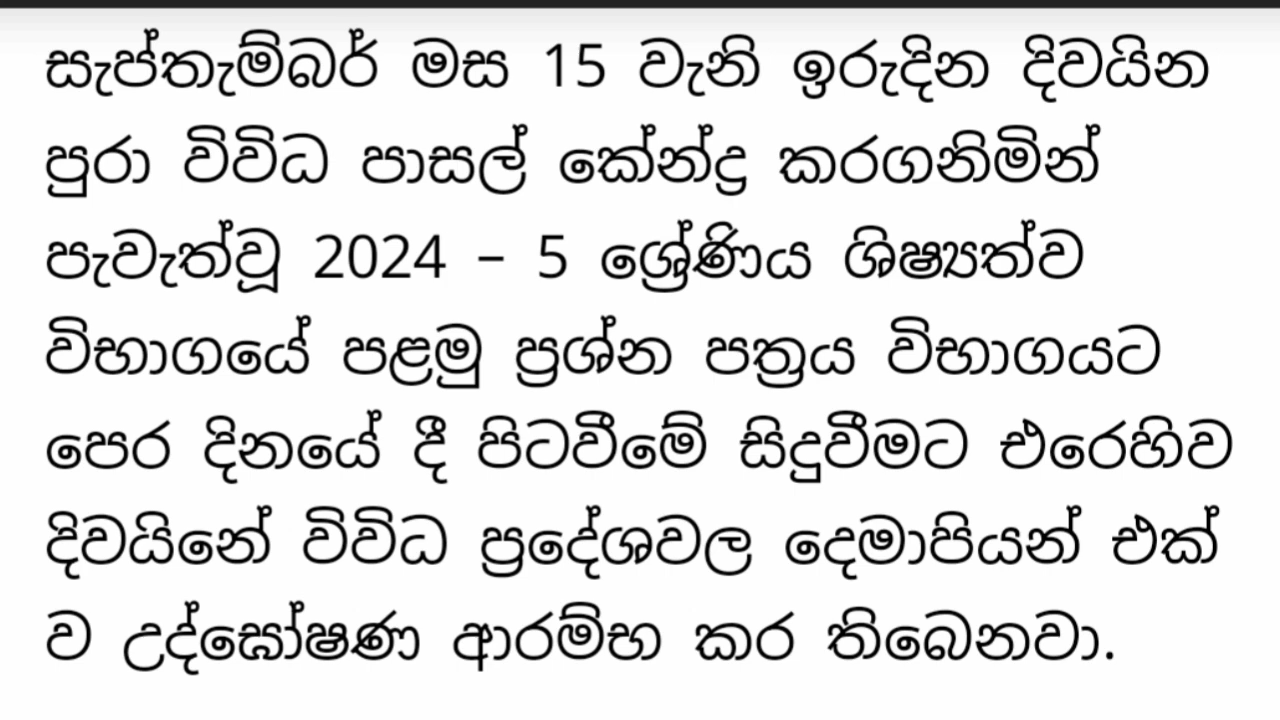 සැප්තැම්බර් මස 15 වැනි ඉරුදින දිවයින
පුරා විවිධ පාසල් කේන්ද්‍ර කරගනිමින්
පැවැත්වූ 2024 – 5 ශ්‍රේණිය ශිෂ්‍යත්ව
විභාගයේ පළමු ප්‍රශ්න පත්‍රය විභාගයට
පෙර දිනයේ දී පිටවීමේ සිදුවීමට එරෙහිව
දිවයිනේ විවිධ ප්‍රදේශවල දෙමාපියන් එක්
ව උද්ඝෝෂණ ආරම්භ කර තිබෙනවා.